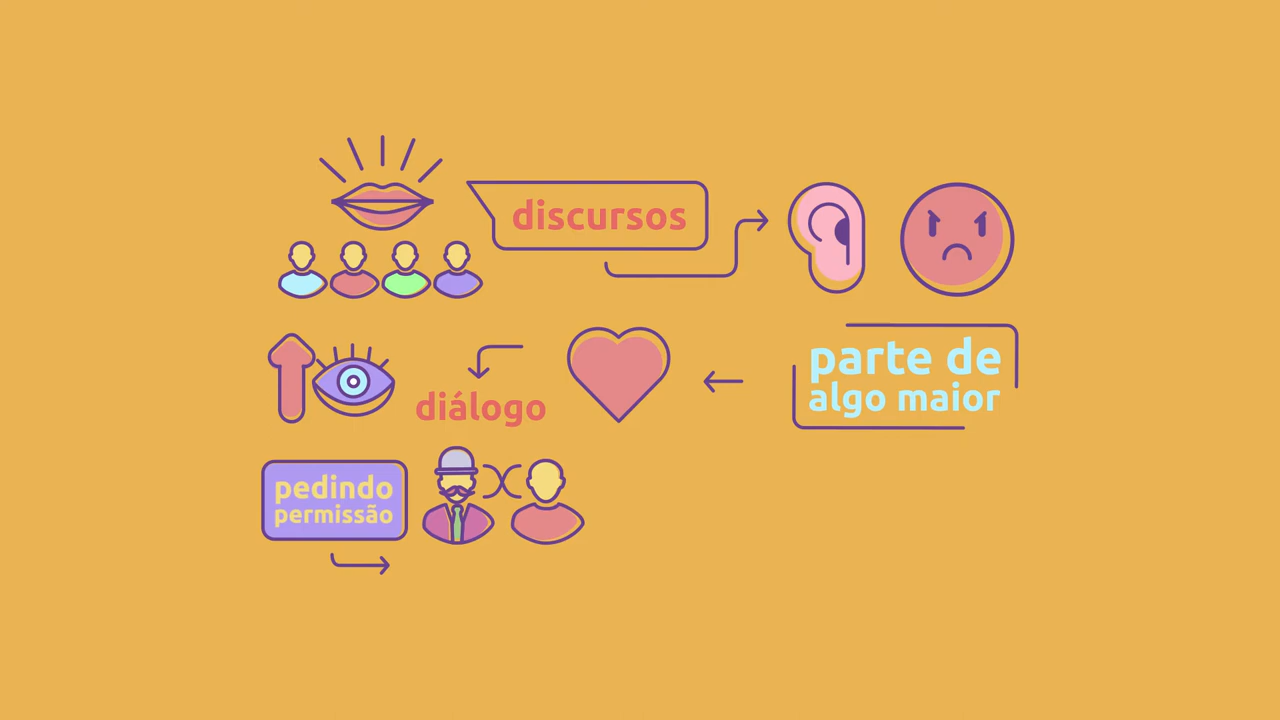 discursos
parte de
algo maior
diálogo
pedindo
permissão